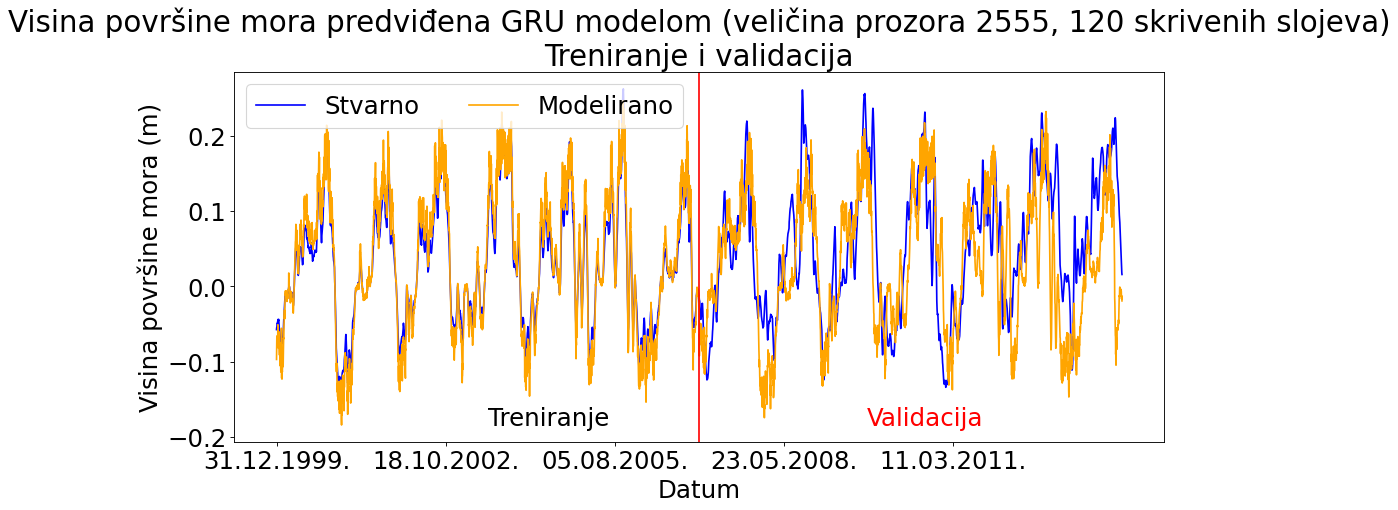 Visina površine mora predviđena GRU modelom (veličina prozora 2555, 120 skrivenih slojeva)
Treniranje i validacija
Stvarno
Modelirano
Visina površine mora (m)
0.2
0.1
0.0
−0.1
−0.2
Treniranje
Validacija
31.12.1999.
18.10.2002.
05.08.2005.
23.05.2008.
11.03.2011.
Datum